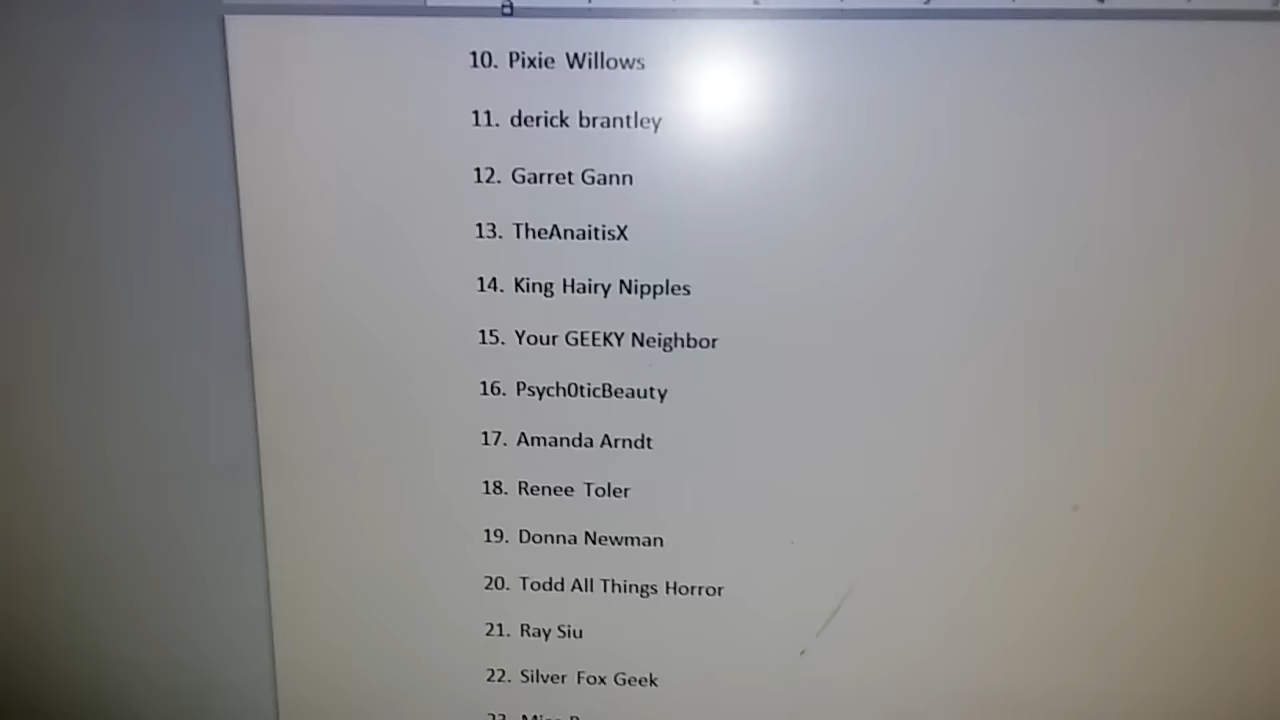 10. Pixie Willows
11. derick brantley
12. Garret Gann
13. TheAnaitisX
14. King Hairy Nipples
15. Your GEEKY Neighbor
16. Psych0ticBeauty
17. Amanda Arndt
18. Renee Toler
19. Donna Newman
20. Todd All Things Horror
21. Ray Siu
22. Silver Fox Geek